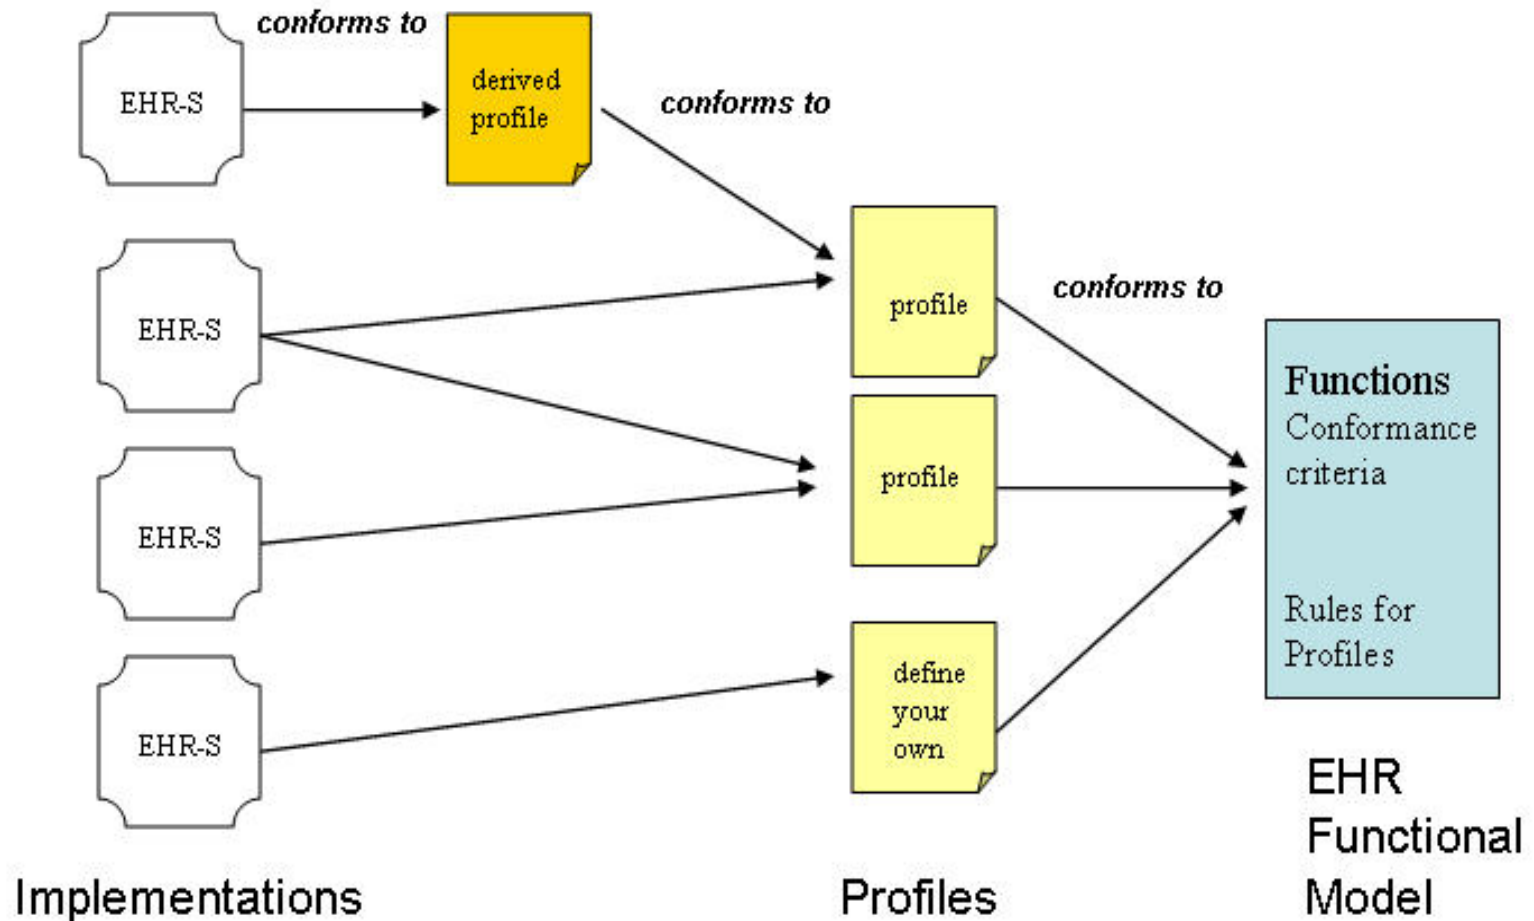 conforms to
EHR-S
derived
profile
conforms to
EHR-S
profile
conforms to
Functions
Conformance
criteria
Rules for
Profiles
EHR-S
profile
EHR-S
define
your
own
Implementations
Profiles
EHR
Functional
Model